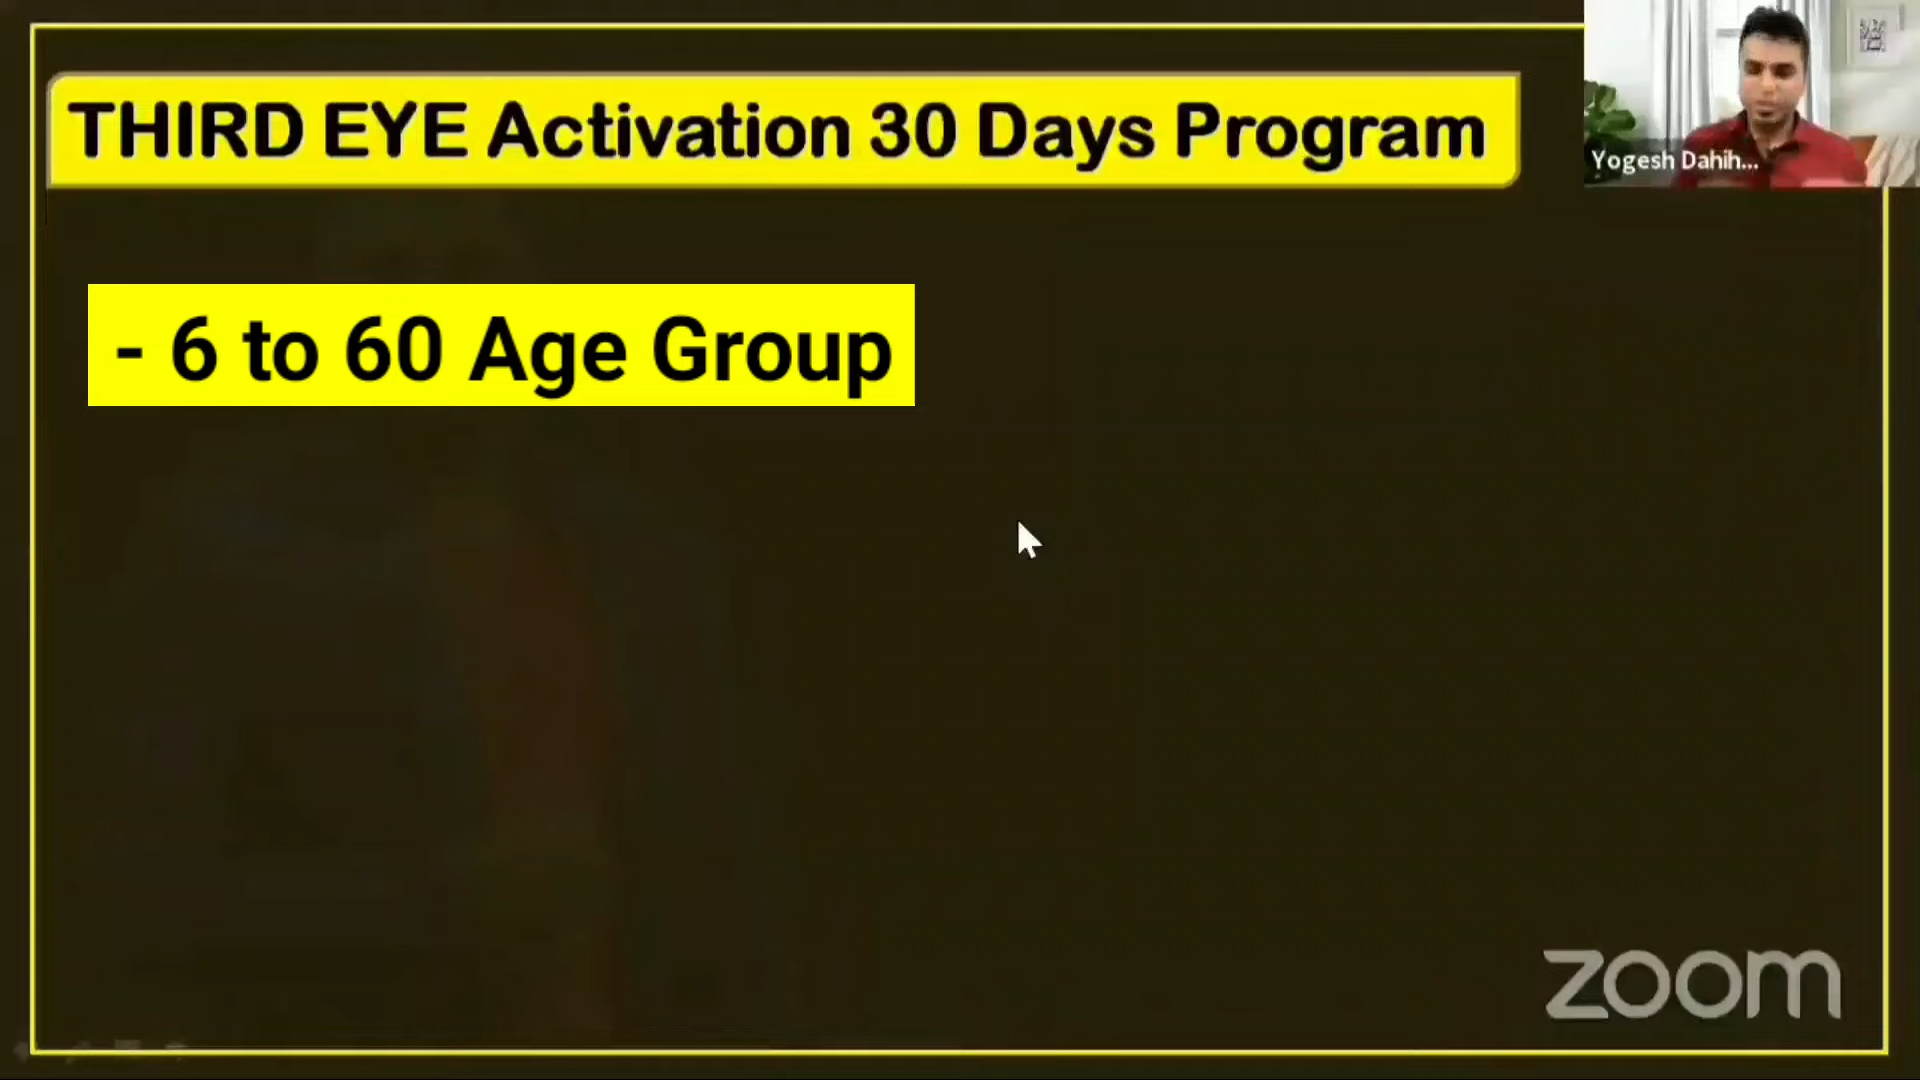 THIRD EYE Activation 30 Days Program
Yogesh Dahih...
- 6 to 60 Age Group
zoom